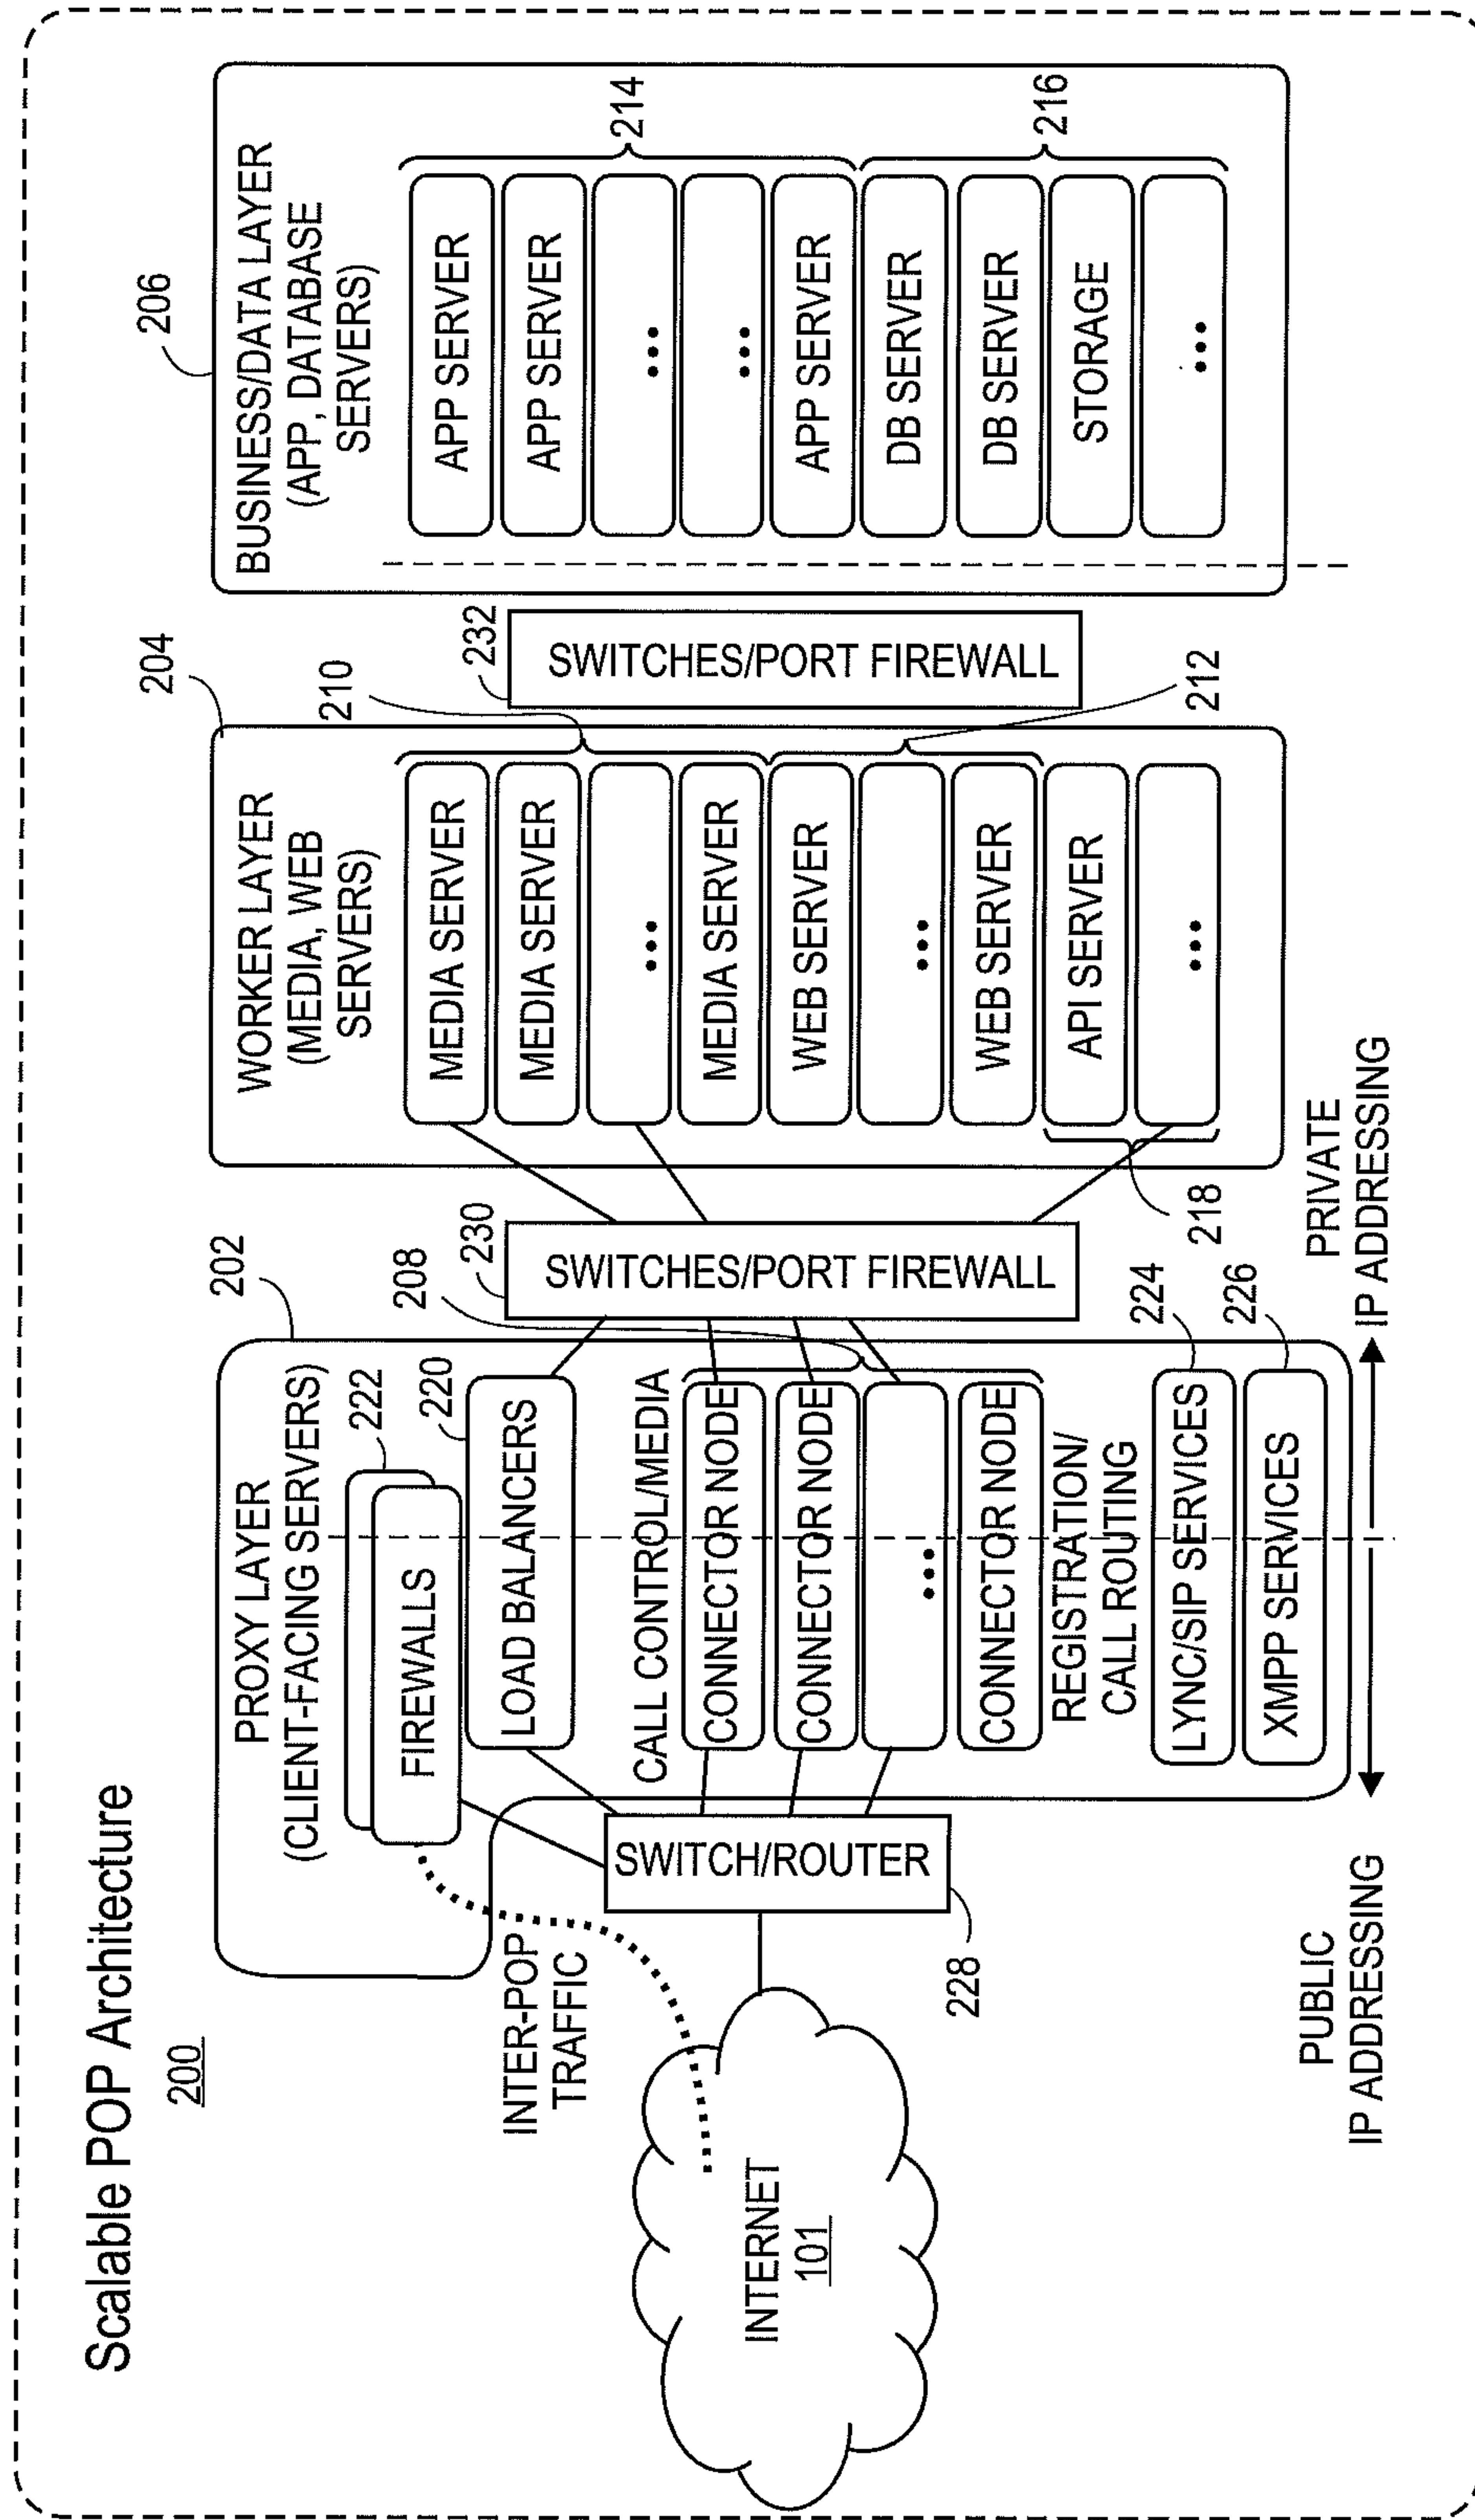 Scalable POP Architecture
200
INTERNET
101
INTER-POP
TRAFFIC
SWITCH/ROUTER
228
PUBLIC
IP ADDRESSING
202
PROXY LAYER
(CLIENT-FACING SERVERS)
222
FIREWALLS
220
LOAD BALANCERS
CALL CONTROL/MEDIA
208
CONNECTOR NODE
CONNECTOR NODE
...
CONNECTOR NODE
REGISTRATION/
CALL ROUTING
LYNC/SIP SERVICES
224
XMPP SERVICES
226
PRIVATE
IP ADDRESSING
230
SWITCHES/PORT FIREWALL
204
WORKER LAYER
(MEDIA, WEB
SERVERS)
210
MEDIA SERVER
MEDIA SERVER
...
MEDIA SERVER
WEB SERVER
...
WEB SERVER
212
API SERVER
...
218
232
SWITCHES/PORT FIREWALL
206
BUSINESS/DATA LAYER
(APP, DATABASE
SERVERS)
APP SERVER
APP SERVER
...
...
APP SERVER
214
DB SERVER
DB SERVER
STORAGE
...
216